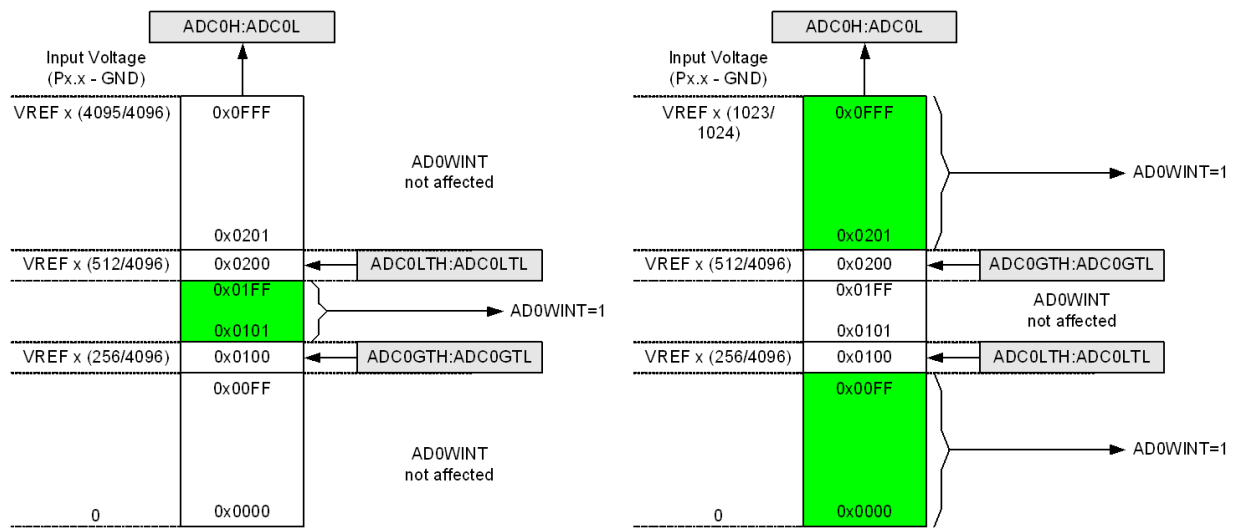 ADC0H:ADC0L
Input Voltage
(Px.x - GND)
VREF x (4095/4096)
0x0FFF
AD0WINT
not affected
0x0201
VREF x (512/4096)
0x0200
ADC0LTH:ADC0LTL
0x01FF
AD0WINT=1
0x0101
VREF x (256/4096)
0x0100
ADC0GTH:ADC0GTL
0x00FF
AD0WINT
not affected
0
0x0000
ADC0H:ADC0L
Input Voltage
(Px.x - GND)
VREF x (1023/
1024)
0x0FFF
AD0WINT=1
0x0201
VREF x (512/4096)
0x0200
ADC0GTH:ADC0GTL
0x01FF
AD0WINT
not affected
0x0101
VREF x (256/4096)
0x0100
ADC0LTH:ADC0LTL
0x00FF
AD0WINT=1
0
0x0000